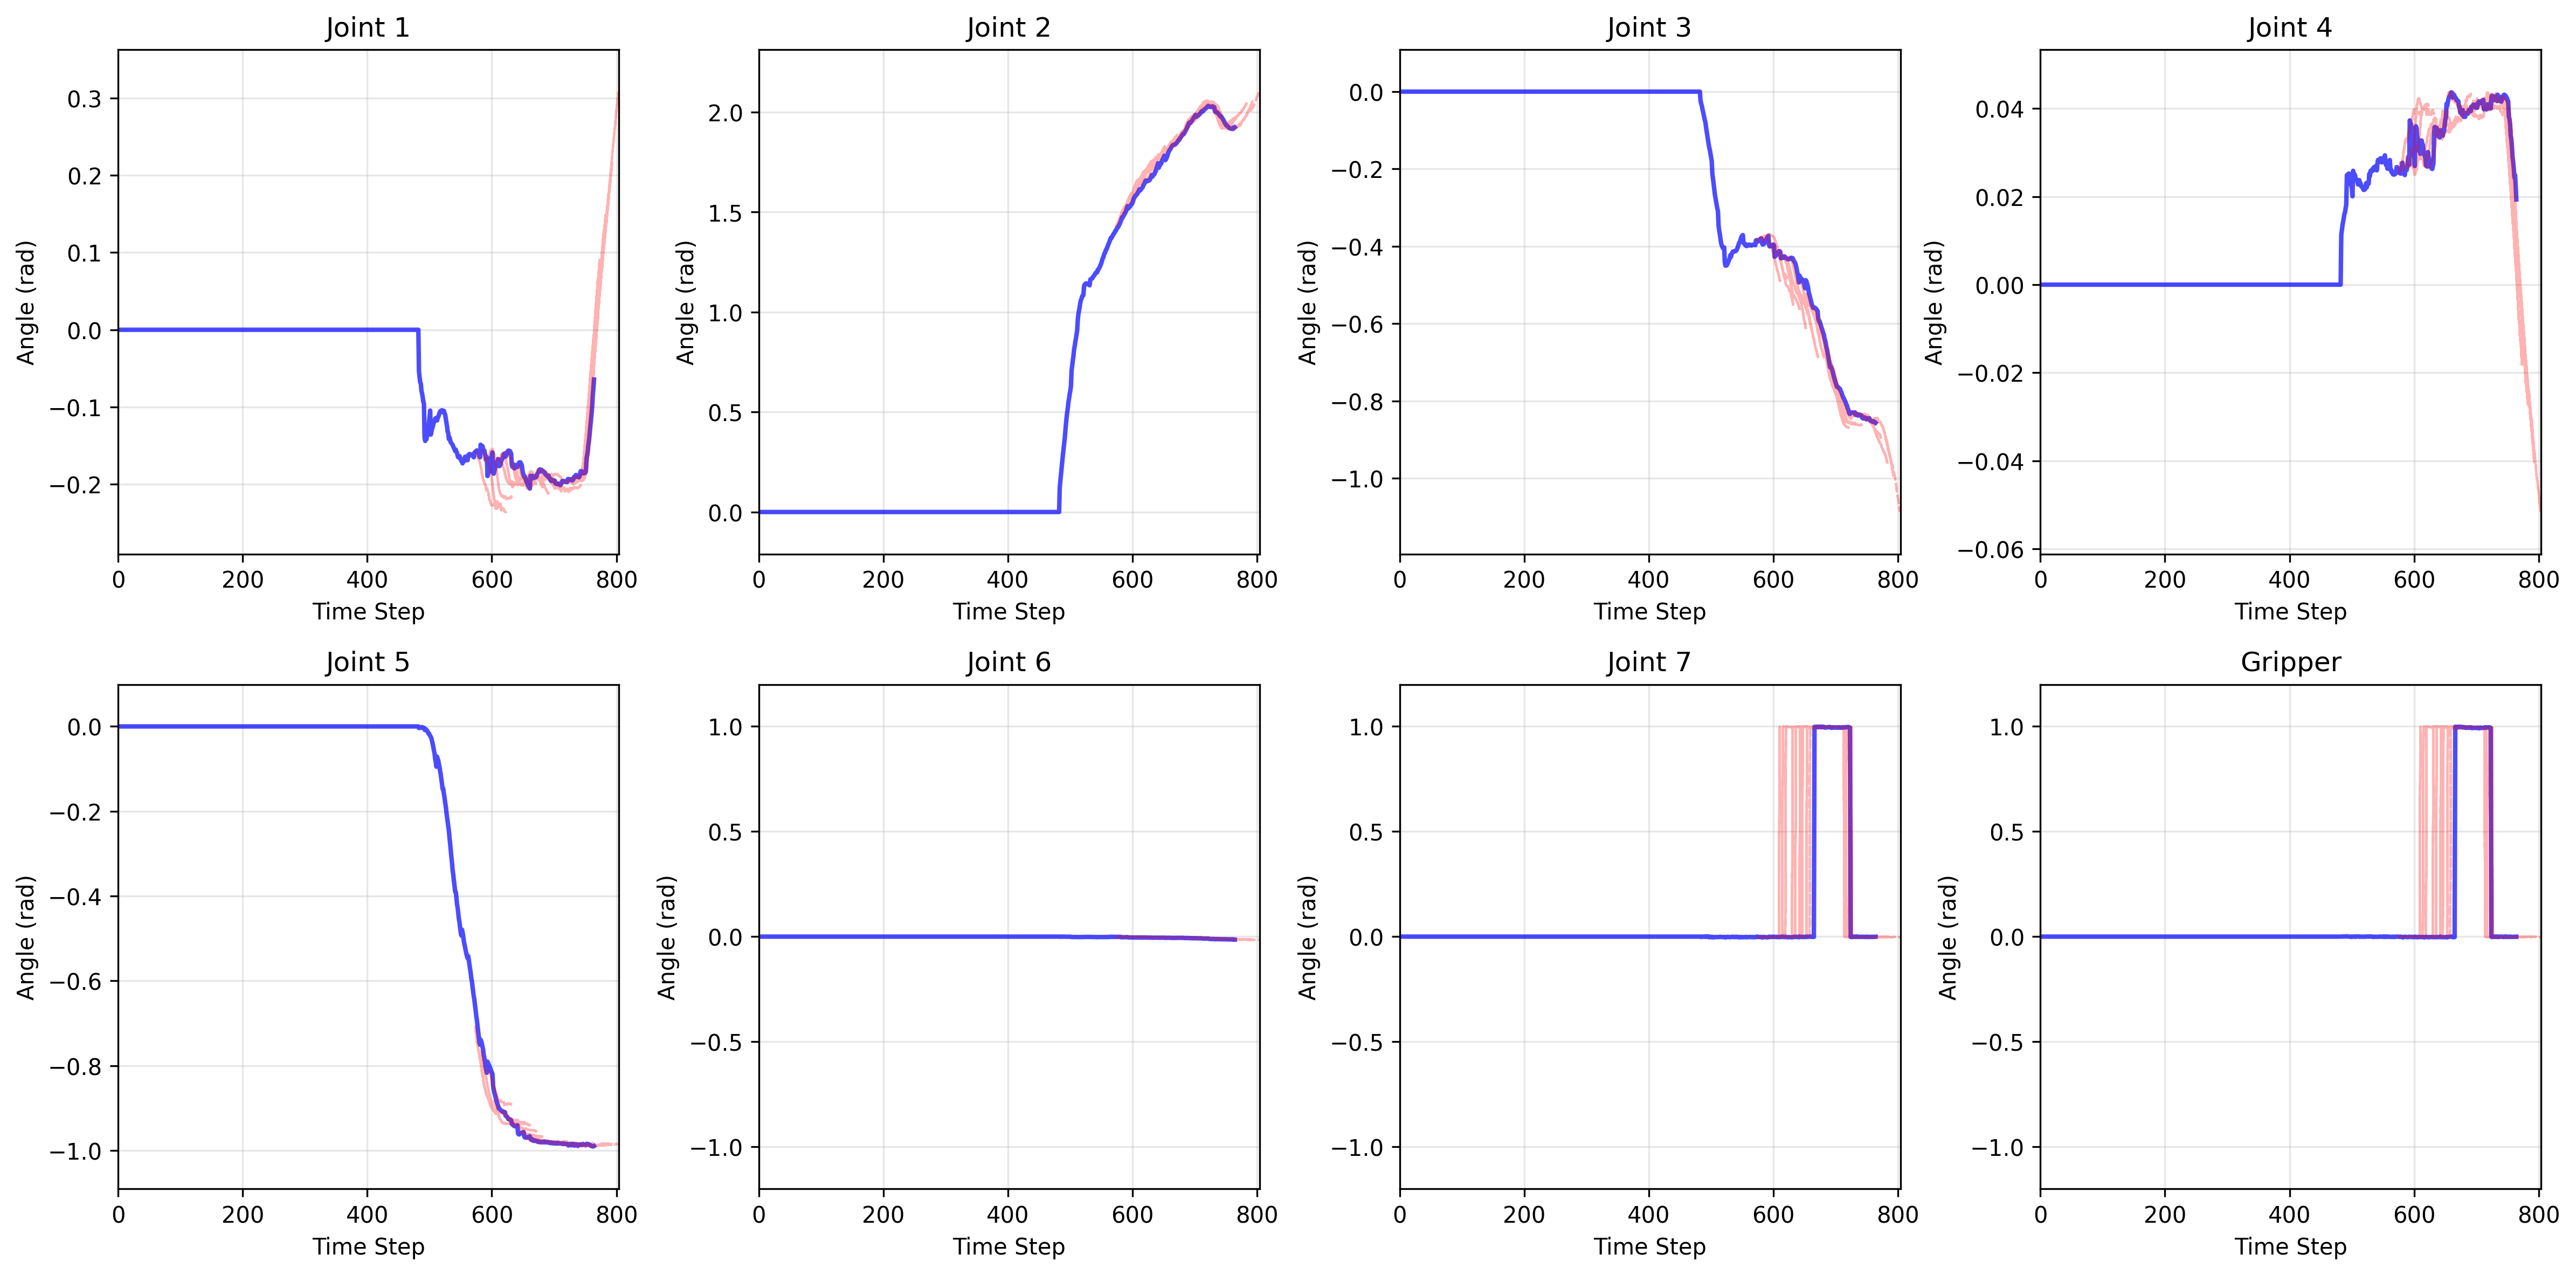 Joint 1
Joint 2
Joint 3
Joint 4
Angle (rad)
0.3
0.2
0.1
0.0
−0.1
−0.2
0 200 400 600 800
Time Step
Angle (rad)
2.0
1.5
1.0
0.5
0.0
0 200 400 600 800
Time Step
Angle (rad)
0.0
−0.2
−0.4
−0.6
−0.8
−1.0
0 200 400 600 800
Time Step
Angle (rad)
0.04
0.02
0.00
−0.02
−0.04
−0.06
0 200 400 600 800
Time Step
Joint 5
Joint 6
Joint 7
Gripper
Angle (rad)
0.0
−0.2
−0.4
−0.6
−0.8
−1.0
0 200 400 600 800
Time Step
Angle (rad)
1.0
0.5
0.0
−0.5
−1.0
0 200 400 600 800
Time Step
Angle (rad)
1.0
0.5
0.0
−0.5
−1.0
0 200 400 600 800
Time Step
Angle (rad)
1.0
0.5
0.0
−0.5
−1.0
0 200 400 600 800
Time Step